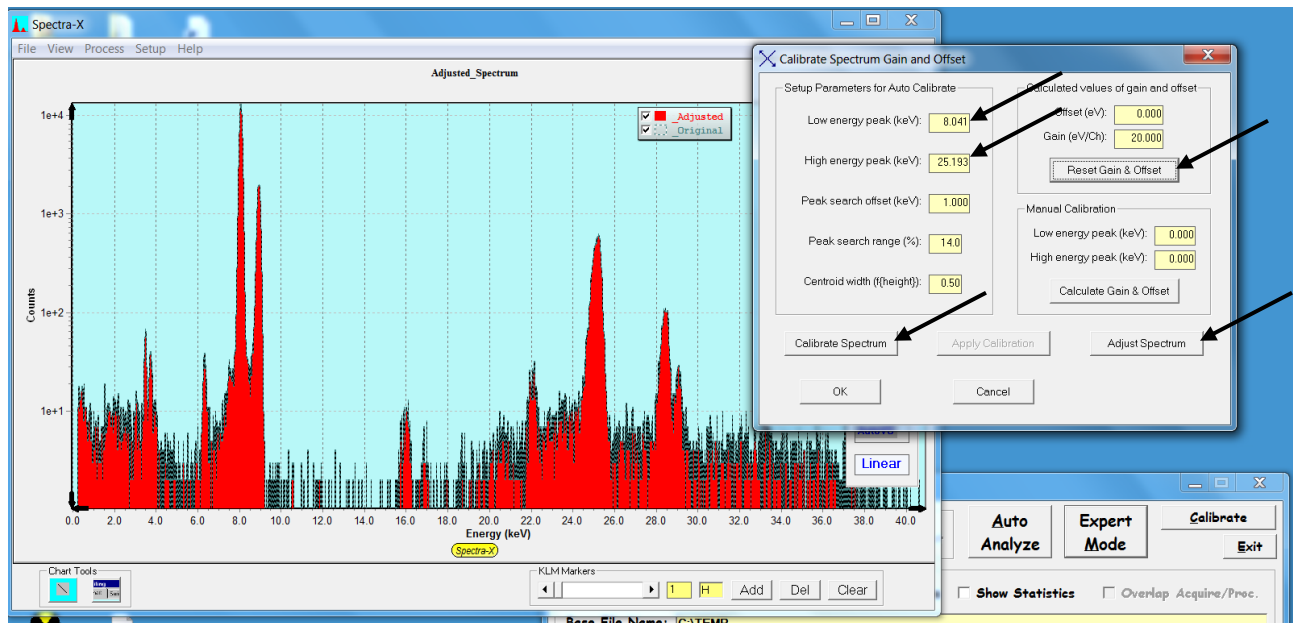 Spectra-X
File View Process Setup Help
Adjusted_Spectrum
_Adjusted
_Original
Counts
1e+4
1e+3
1e+2
1e+1
0.0 2.0 4.0 6.0 8.0 10.0 12.0 14.0 16.0 18.0 20.0 22.0 24.0 26.0 28.0 30.0 32.0 34.0 36.0 38.0 40.0
Energy (keV)
Spectra-X
Linear
Chart Tools
KLM Markers
1 H Add Del Clear
Calibrate Spectrum Gain and Offset
Setup Parameters for Auto Calibrate
Low energy peak (keV): 8.041
High energy peak (keV): 25.193
Peak search offset (keV): 1.000
Peak search range (%): 14.0
Centroid width (f{height}): 0.50
Calculated values of gain and offset
Offset (eV): 0.000
Gain (eV/Ch): 20.000
Reset Gain & Offset
Manual Calibration
Low energy peak (keV): 0.000
High energy peak (keV): 0.000
Calculate Gain & Offset
Calibrate Spectrum Apply Calibration Adjust Spectrum
OK Cancel
Auto Analyze
Expert Mode
Calibrate
Exit
Show Statistics Overlap Acquire/Proc.
Base File Name: C:\TEMP